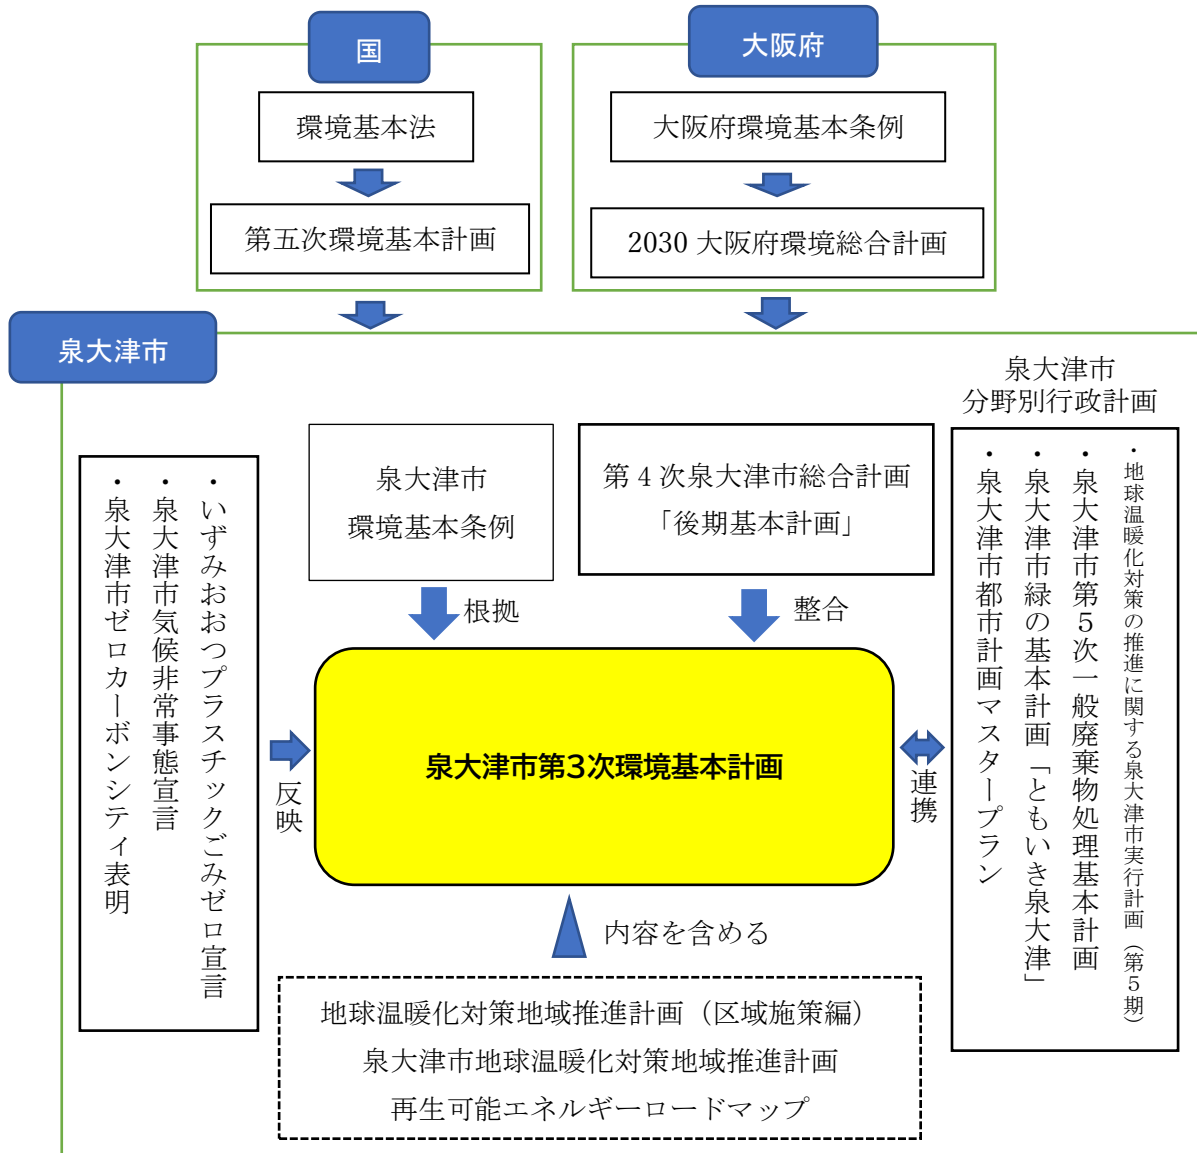 国
環境基本法
第五次環境基本計画
大阪府
大阪府環境基本条例
2030 大阪府環境総合計画
泉大津市
・いずみおおつプラスチックごみゼロ宣言
・泉大津市気候非常事態宣言
・泉大津市ゼロカーボンシティ表明
反映
泉大津市
環境基本条例
根拠
第４次泉大津市総合計画
「後期基本計画」
整合
泉大津市第3次環境基本計画
泉大津市
分野別行政計画
・地球温暖化対策の推進に関する泉大津市実行計画（第５期）
・泉大津市第５次一般廃棄物処理基本計画
・泉大津市緑の基本計画「ともいき泉大津」
・泉大津市都市計画マスタープラン
連携
内容を含める
地球温暖化対策地域推進計画（区域施策編）
泉大津市地球温暖化対策地域推進計画
再生可能エネルギーロードマップ